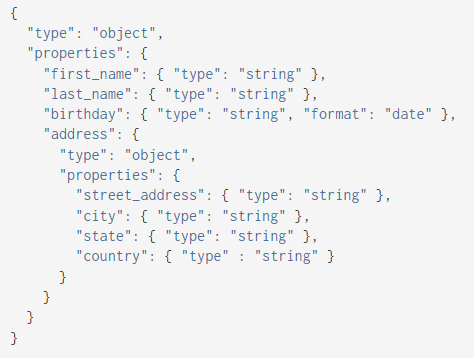 {
  "type": "object",
  "properties": {
    "first_name": { "type": "string" },
    "last_name": { "type": "string" },
    "birthday": { "type": "string", "format": "date" },
    "address": {
      "type": "object",
      "properties": {
        "street_address": { "type": "string" },
        "city": { "type": "string" },
        "state": { "type": "string" },
        "country": { "type" : "string" }
      }
    }
  }
}